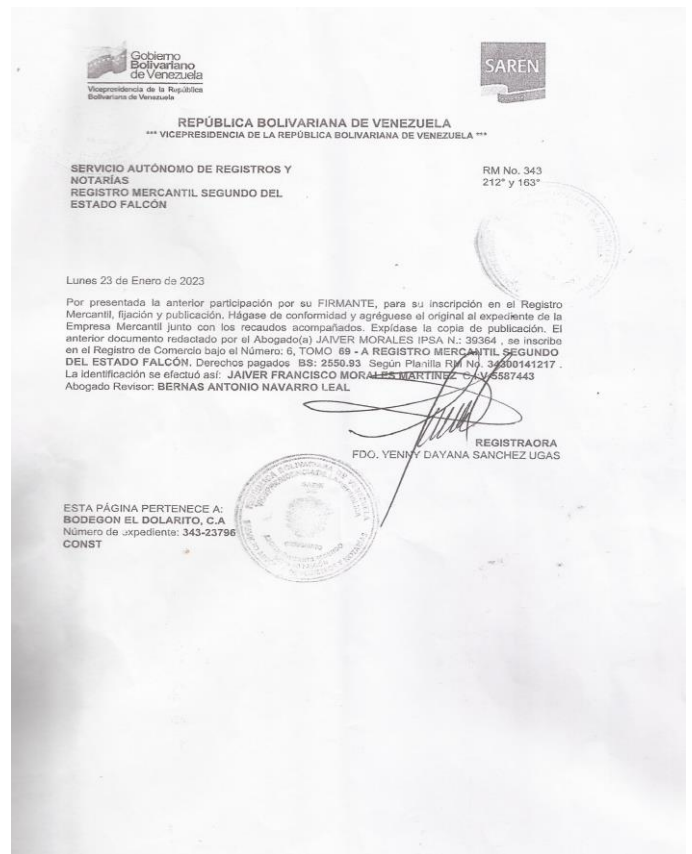 Gobierno
Bolivariano
de Venezuela
Vicepresidencia de la República
Bolivariana de Venezuela
SAREN
REPÚBLICA BOLIVARIANA DE VENEZUELA
*** VICEPRESIDENCIA DE LA REPÚBLICA BOLIVARIANA DE VENEZUELA ***
SERVICIO AUTÓNOMO DE REGISTROS Y
NOTARÍAS
REGISTRO MERCANTIL SEGUNDO DEL
ESTADO FALCÓN
RM No. 343
212° y 163°
Lunes 23 de Enero de 2023
Por presentada la anterior participación por su FIRMANTE, para su inscripción en el Registro
Mercantil, fijación y publicación. Hágase de conformidad y agréguese el original al expediente de la
Empresa Mercantil junto con los recaudos acompañados. Expídase la copia de publicación. El
anterior documento redactado por el Abogado(a) JAIVER MORALES IPSA N.: 39364 , se inscribe
en el Registro de Comercio bajo el Número: 6, TOMO 69 - A REGISTRO MERCANTIL SEGUNDO
DEL ESTADO FALCÓN. Derechos pagados BS: 2550.93 Según Planilla RM No. 34300141217 .
La identificación se efectuó así: JAIVER FRANCISCO MORALES MARTINEZ C.I V-5587443
Abogado Revisor: BERNAS ANTONIO NAVARRO LEAL
REGISTRAORA
FDO. YENNY DAYANA SANCHEZ UGAS
ESTA PÁGINA PERTENECE A:
BODEGON EL DOLARITO, C.A
Número de expediente: 343-23796
CONST